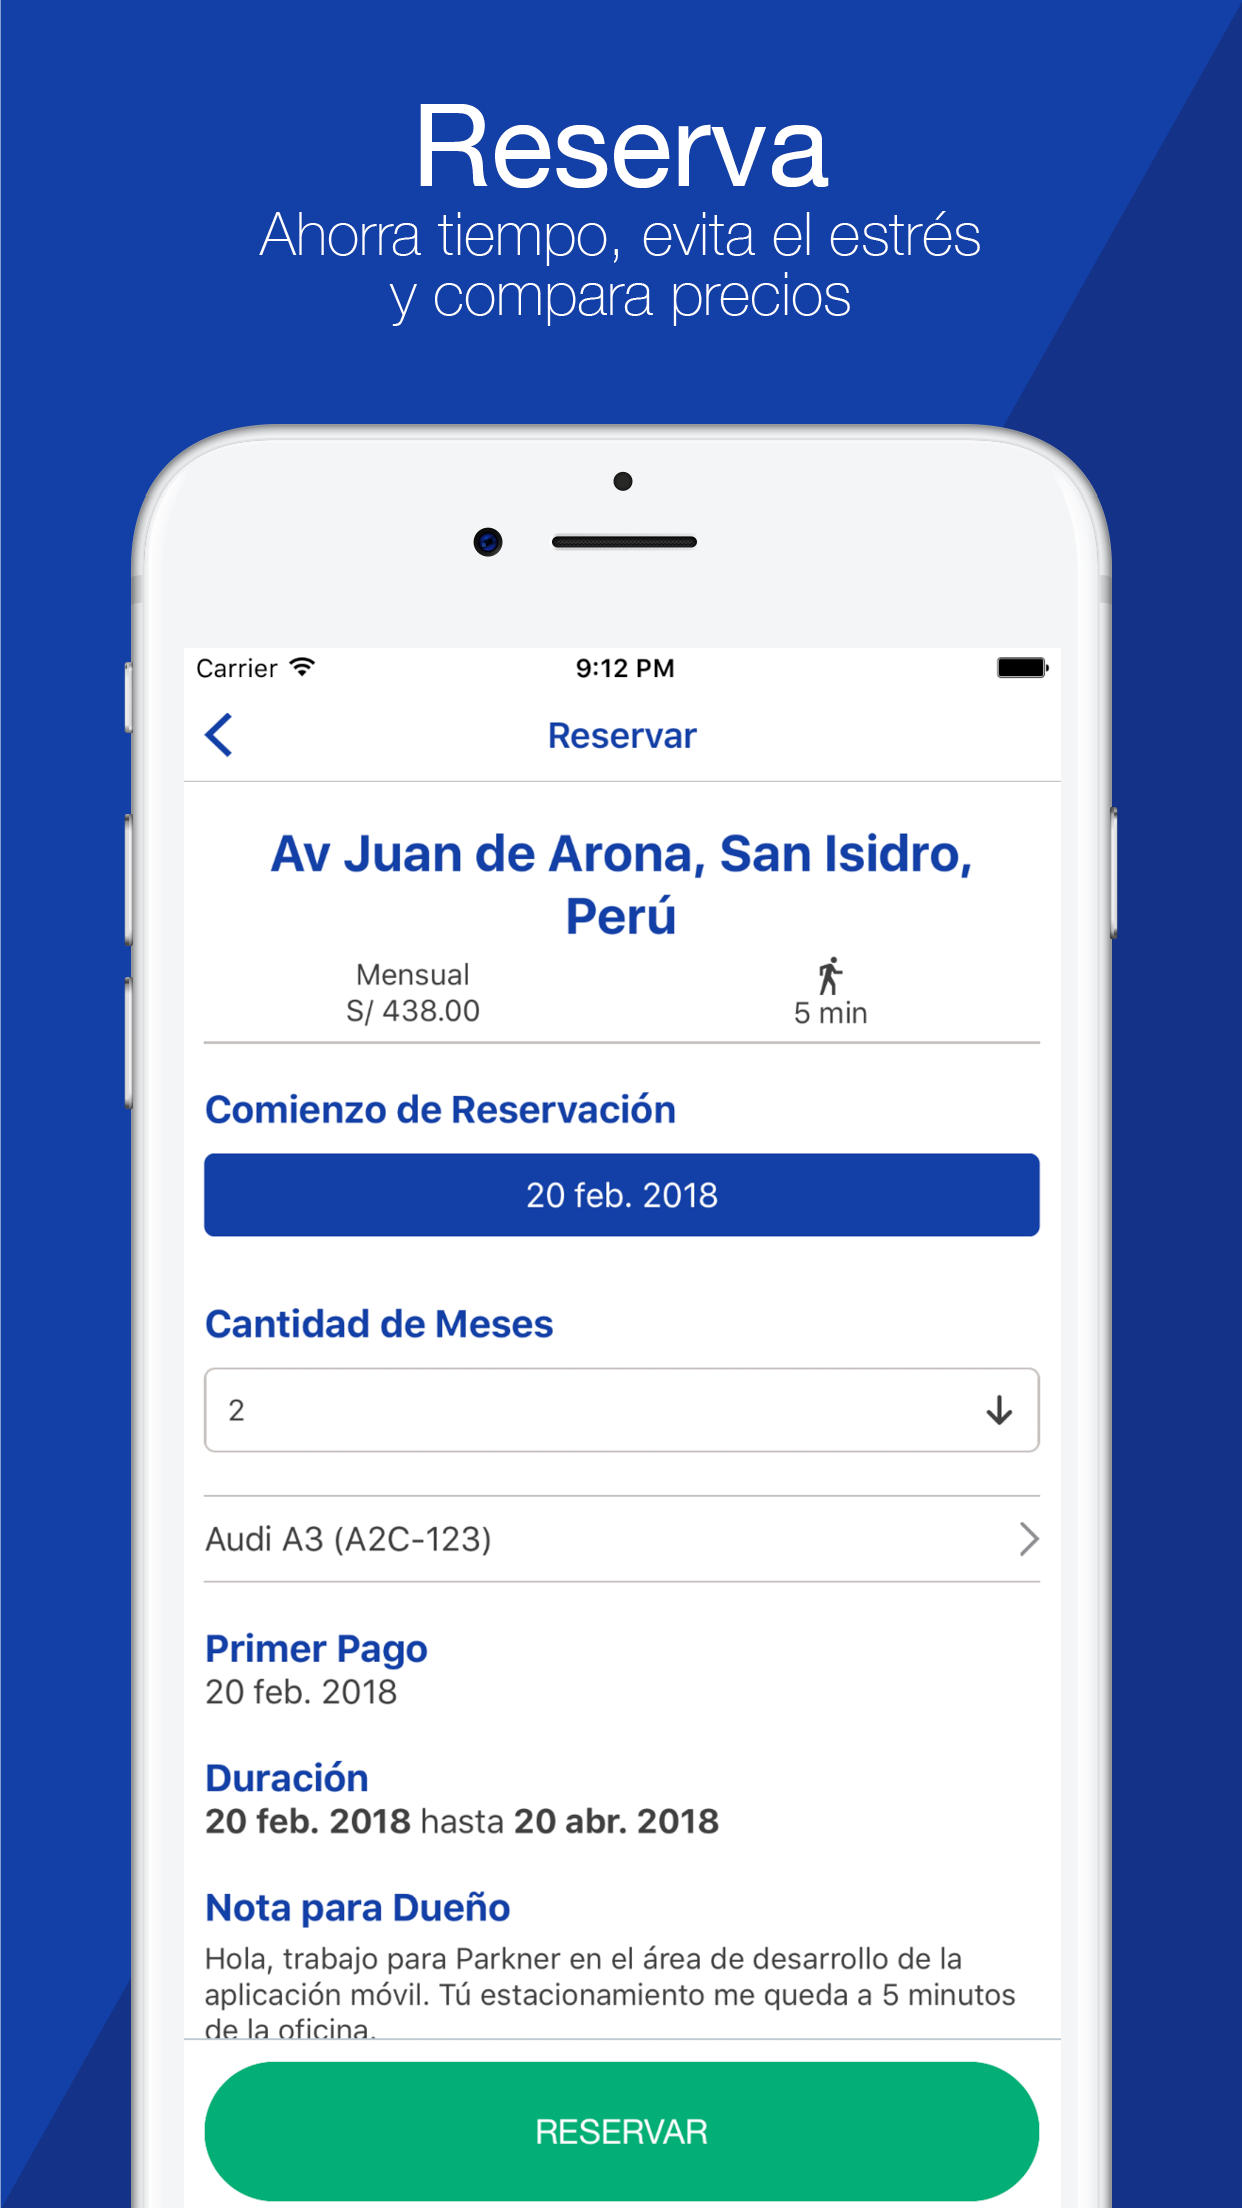 Reserva
Ahorra tiempo, evita el estrés
y compara precios
Carrier
9:12 PM
Reservar
Av Juan de Arona, San Isidro,
Perú
Mensual
S/ 438.00
5 min
Comienzo de Reservación
20 feb. 2018
Cantidad de Meses
2
Audi A3 (A2C-123)
Primer Pago
20 feb. 2018
Duración
20 feb. 2018 hasta 20 abr. 2018
Nota para Dueño
Hola, trabajo para Parkner en el área de desarrollo de la
aplicación móvil. Tú estacionamiento me queda a 5 minutos
de la oficina.
RESERVAR